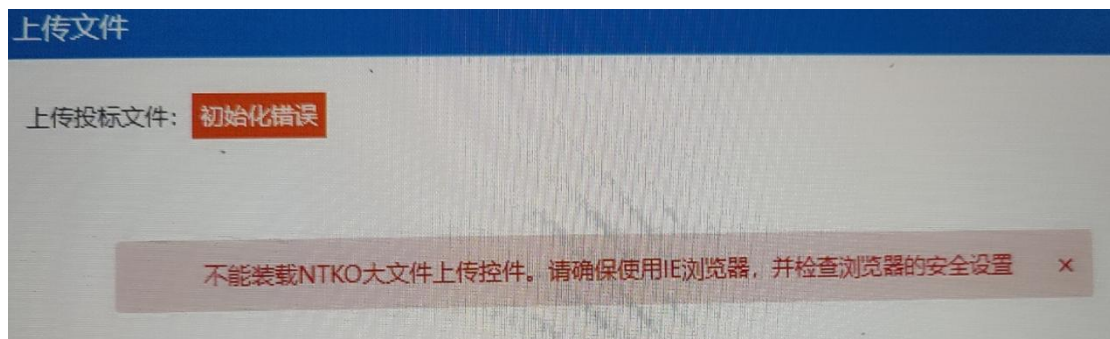 上传文件
上传投标文件: 初始化错误
不能装载NTKO大文件上传控件。请确保使用IE浏览器，并检查浏览器的安全设置 ×